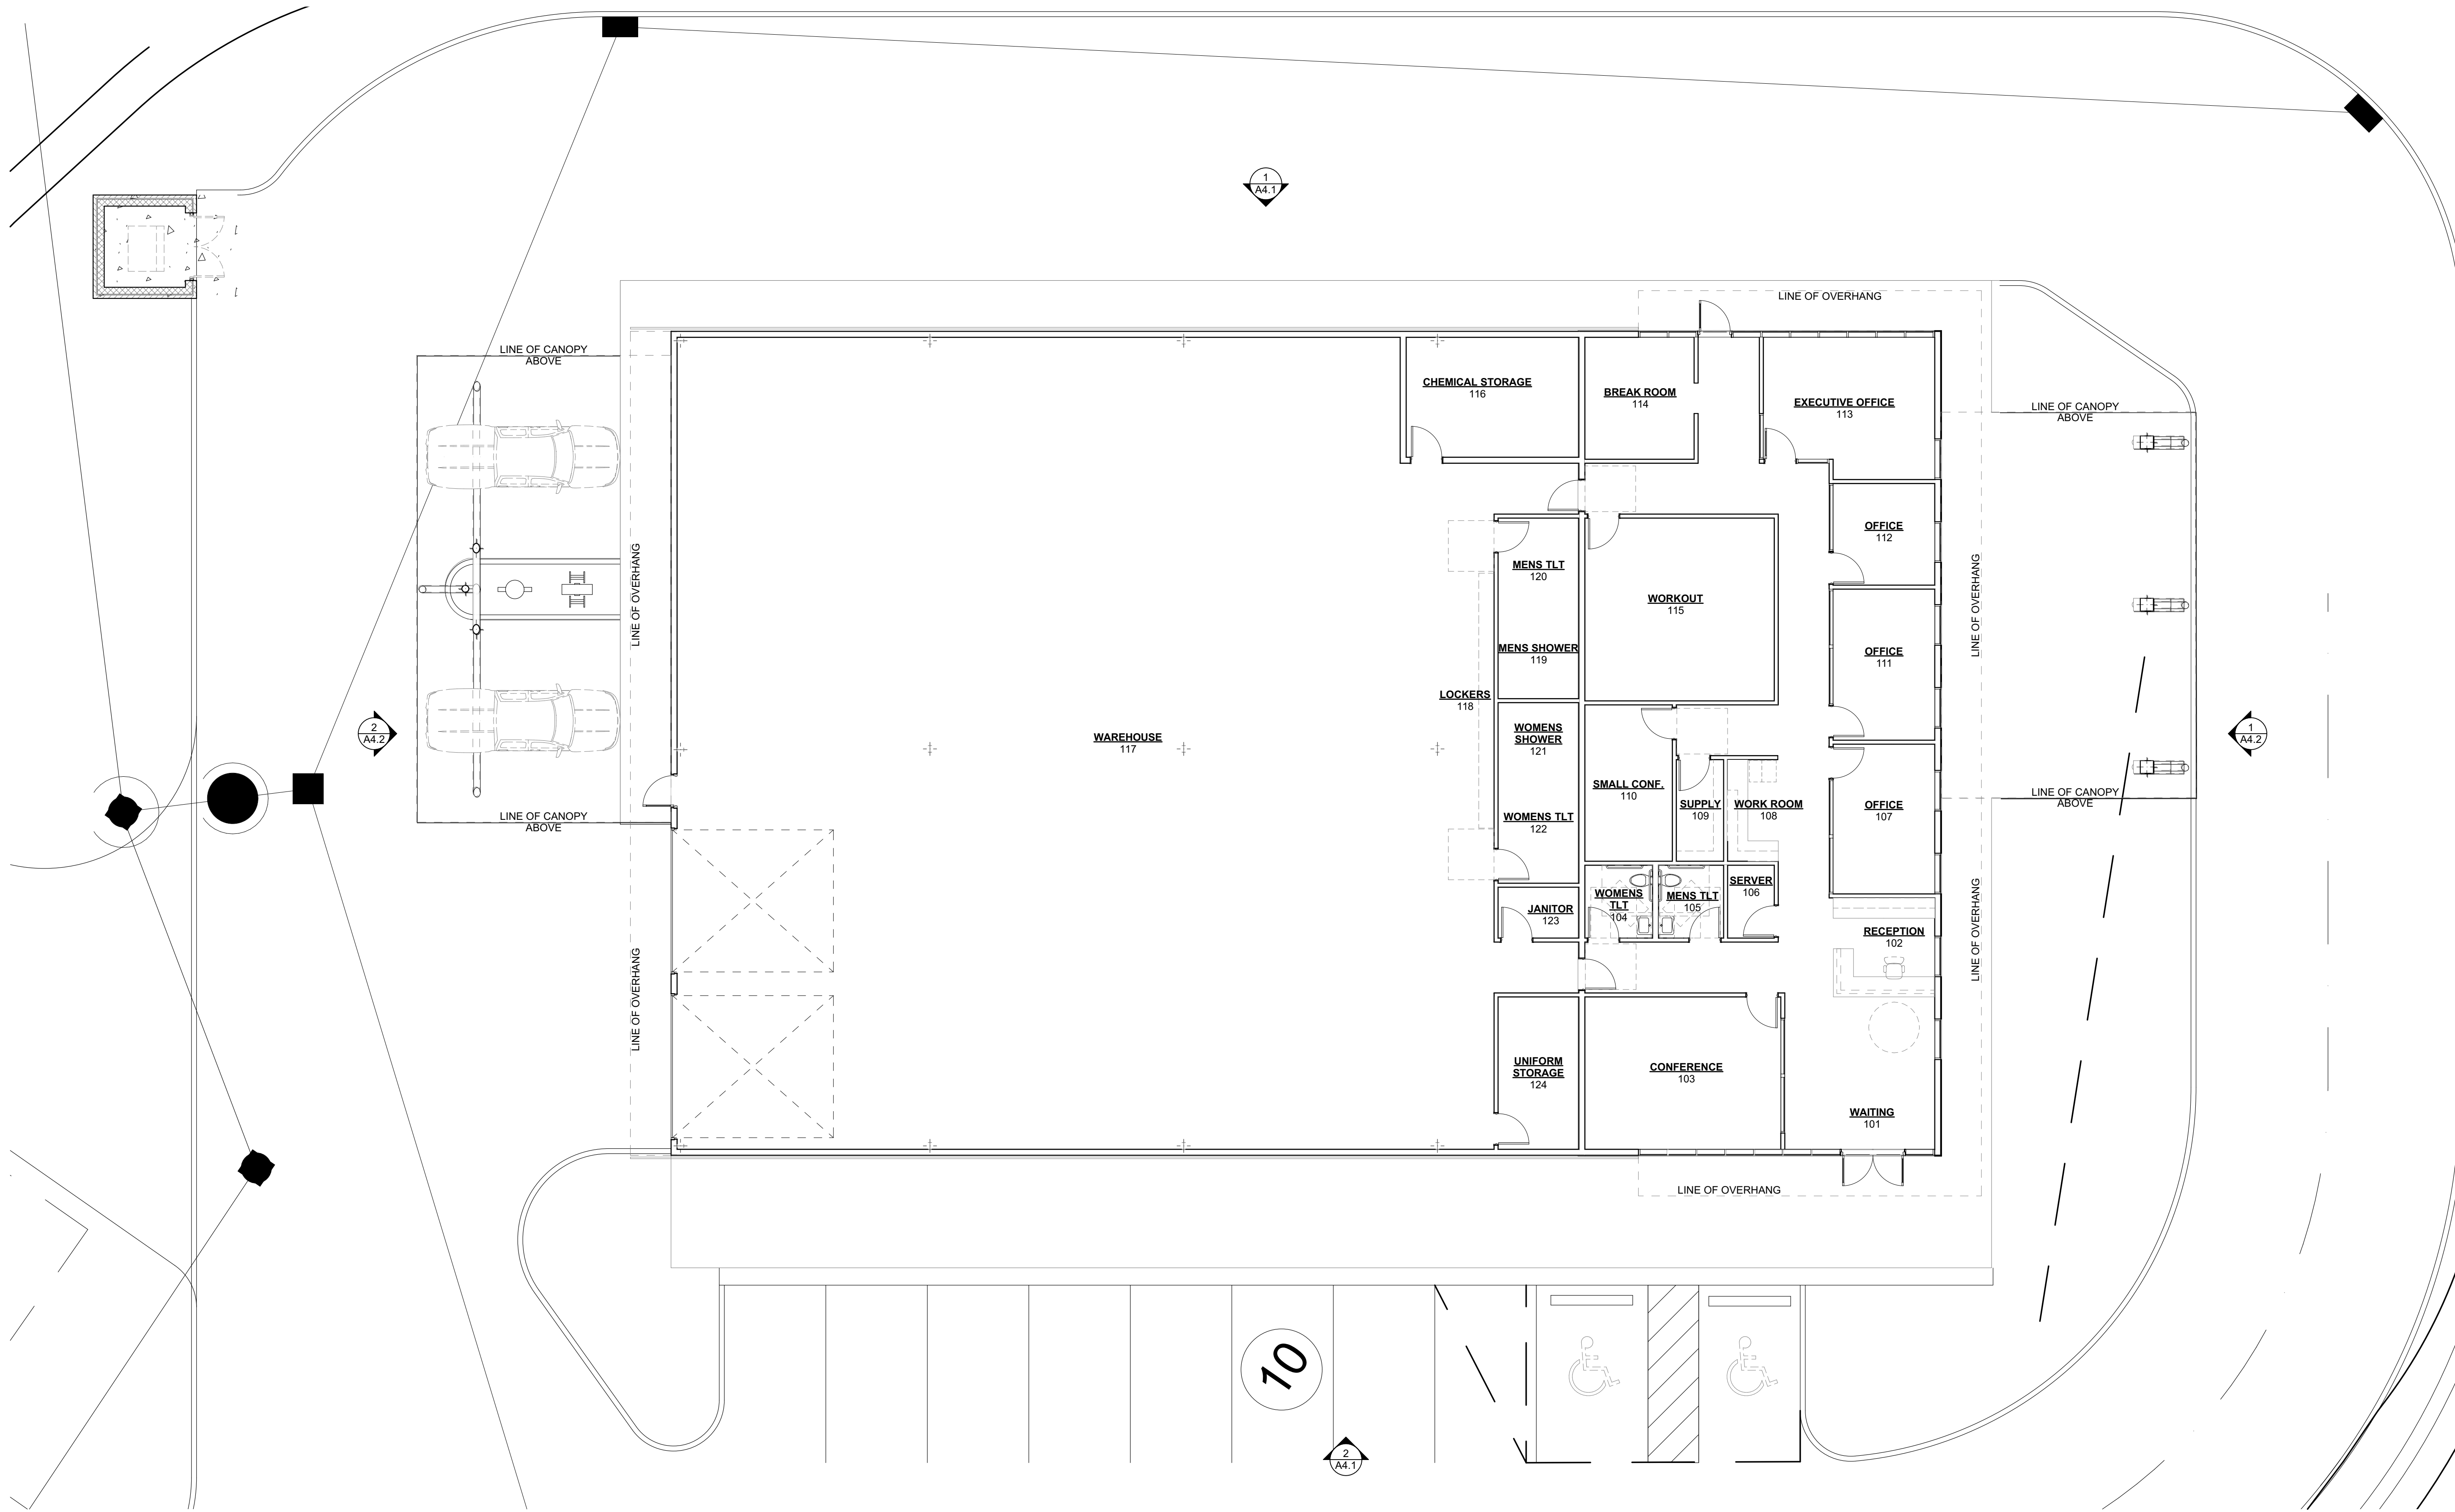 1
A4.1
LINE OF OVERHANG
LINE OF CANOPY
ABOVE
CHEMICAL STORAGE
116
BREAK ROOM
114
EXECUTIVE OFFICE
113
LINE OF CANOPY
ABOVE
OFFICE
112
LINE OF OVERHANG
LINE OF OVERHANG
MENS TLT
120
WORKOUT
115
MENS SHOWER
119
OFFICE
111
LOCKERS
118
WAREHOUSE
117
WOMENS
SHOWER
121
2
A4.2
1
A4.2
SMALL CONF.
110
SUPPLY
109
WORK ROOM
108
OFFICE
107
LINE OF CANOPY
ABOVE
LINE OF CANOPY
ABOVE
WOMENS TLT
122
WOMENS
TLT
104
MENS TLT
105
SERVER
106
JANITOR
123
RECEPTION
102
LINE OF OVERHANG
LINE OF OVERHANG
UNIFORM
STORAGE
124
CONFERENCE
103
WAITING
101
LINE OF OVERHANG
10
2
A4.1